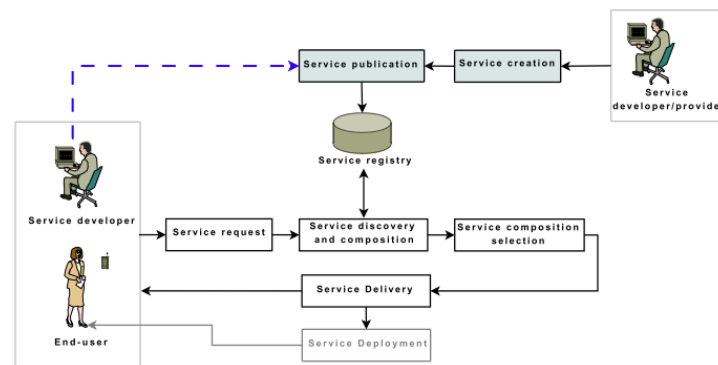 Service publication
Service creation
Service
developer/provide
Service registry
Service developer
Service request
Service discovery
and composition
Service composition
selection
Service Delivery
End-user
Service Deployment